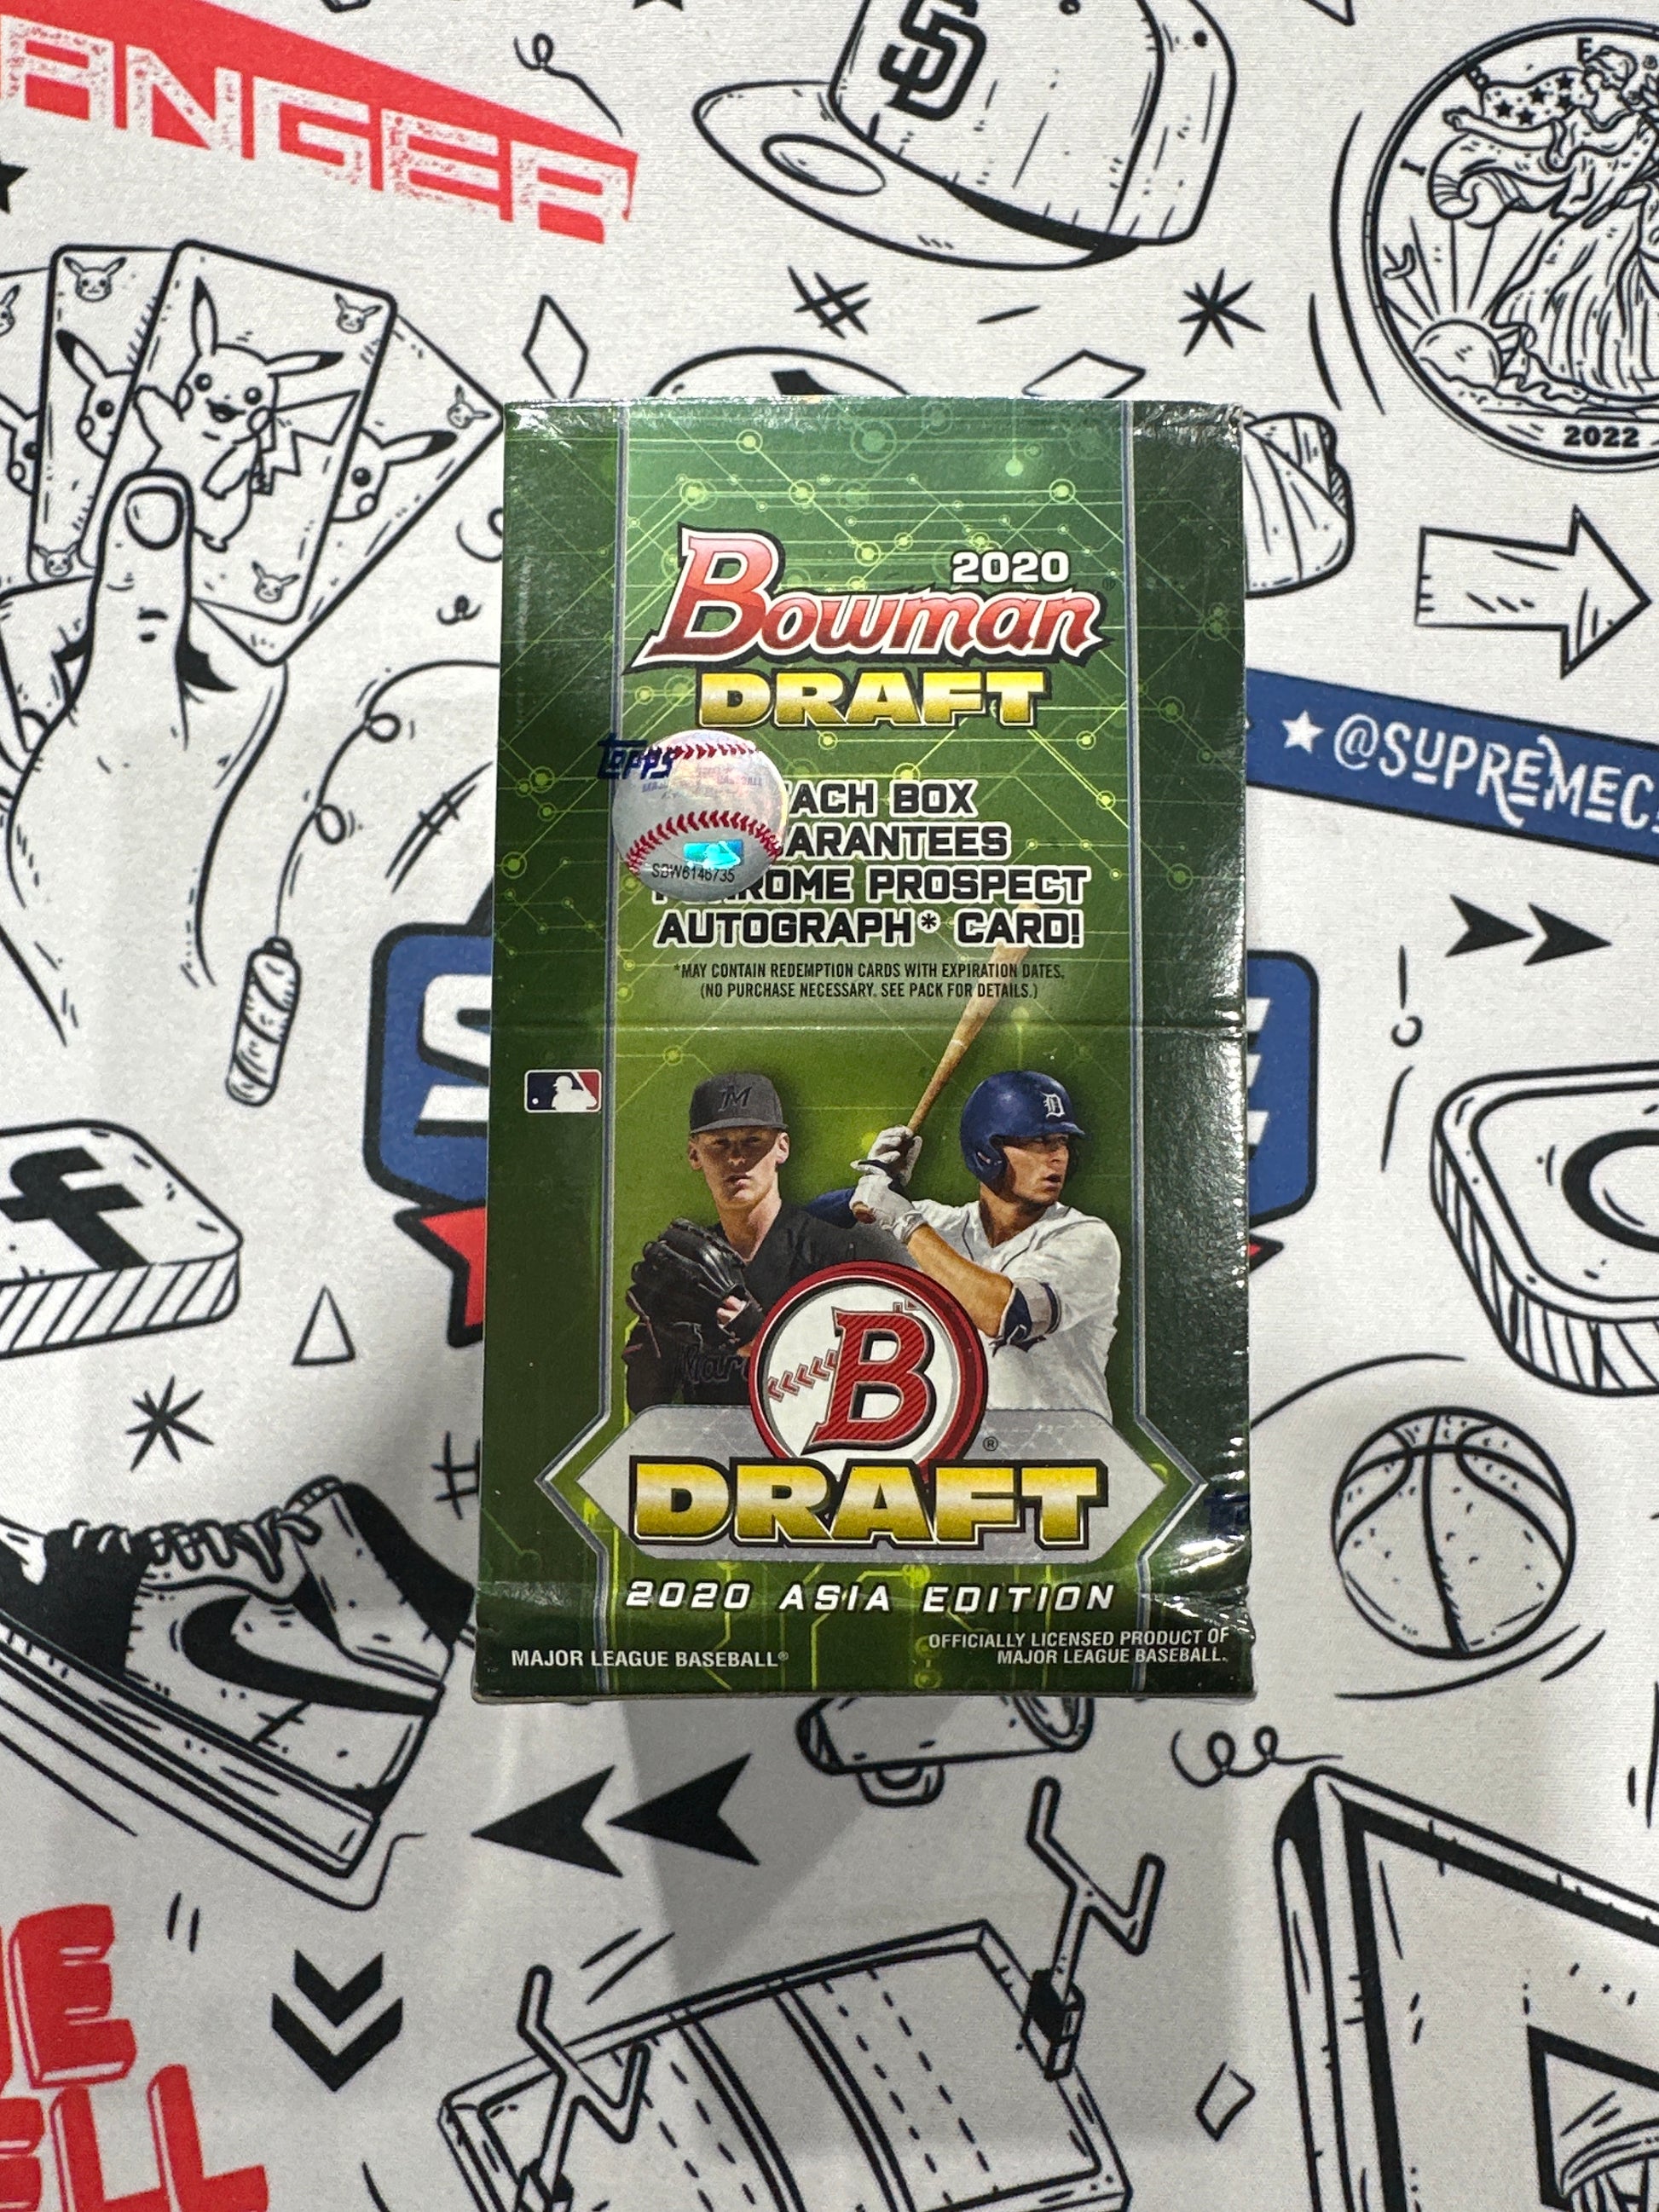 ANGER
SD
2022
2020
Bowman®
DRAFT
TOPPS
ACH BOX
ARANTEES
ROME PROSPECT
AUTOGRAPH* CARD!
SBW6146735
*MAY CONTAIN REDEMPTION CARDS WITH EXPIRATION DATES.
(NO PURCHASE NECESSARY. SEE PACK FOR DETAILS.)
@SUPREMEC
M
D
B
®
DRAFT
2020 ASIA EDITION
MAJOR LEAGUE BASEBALL®
OFFICIALLY LICENSED PRODUCT OF
MAJOR LEAGUE BASEBALL.
f